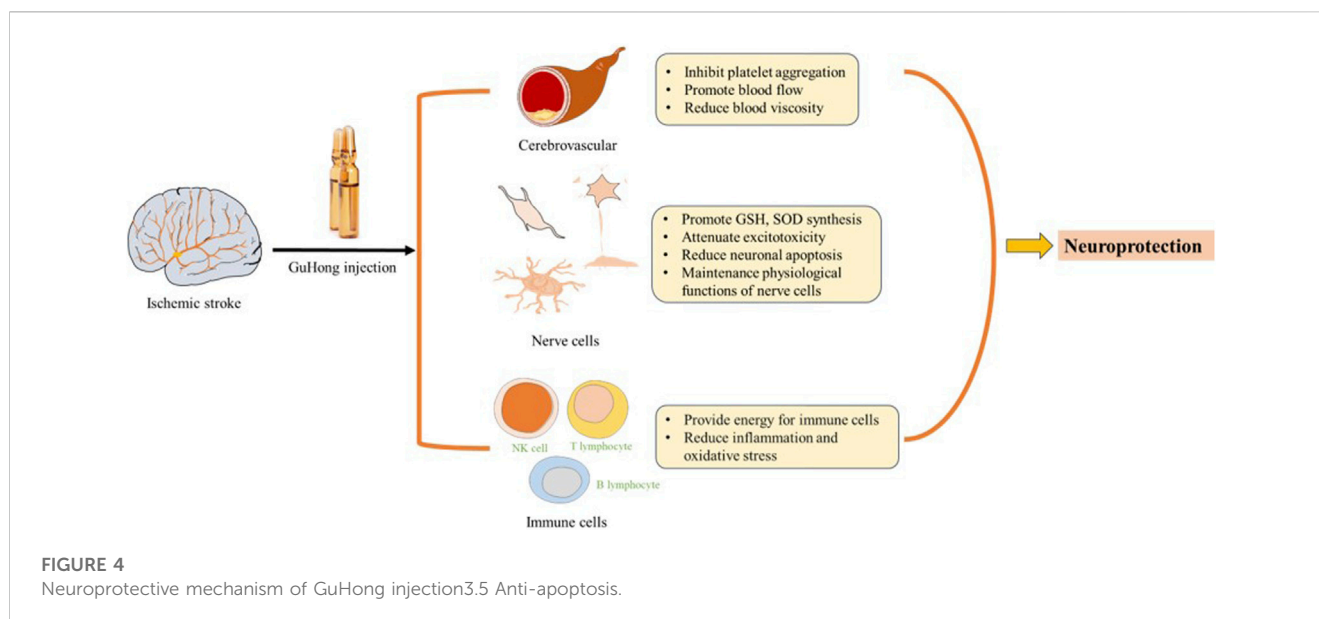 Ischemic stroke
GuHong injection
Cerebrovascular
• Inhibit platelet aggregation
• Promote blood flow
• Reduce blood viscosity
Nerve cells
• Promote GSH, SOD synthesis
• Attenuate excitotoxicity
• Reduce neuronal apoptosis
• Maintenance physiological
functions of nerve cells
NK cell
T lymphocyte
B lymphocyte
Immune cells
• Provide energy for immune cells
• Reduce inflammation and
oxidative stress
Neuroprotection
FIGURE 4
Neuroprotective mechanism of GuHong injection3.5 Anti-apoptosis.